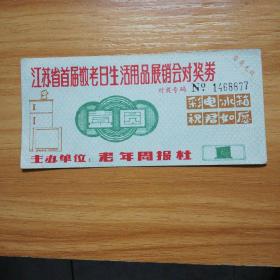 江苏省首届敬老日生活用品展销会对奖券
对奖号码 № 1468877
壹圆
彩电冰箱
祝君如愿
主办单位：老年周报社